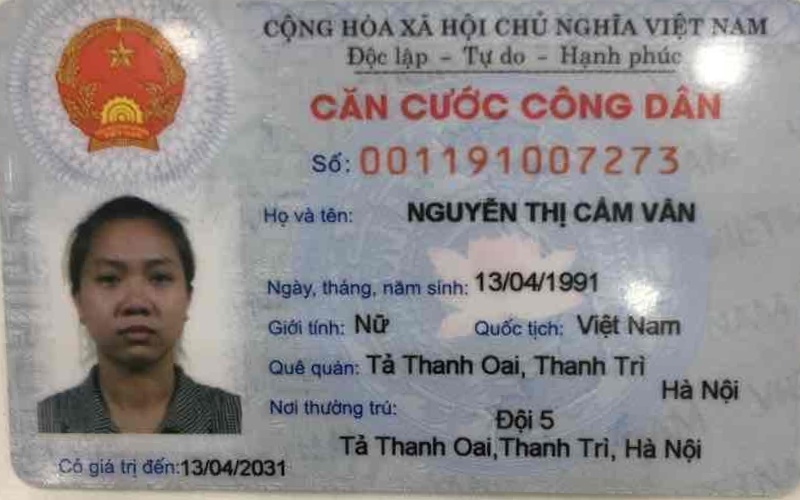 CỘNG HÒA XÃ HỘI CHỦ NGHĨA VIỆT NAM
Độc lập - Tự do - Hạnh phúc
CĂN CƯỚC CÔNG DÂN
Số: 001191007273
Họ và tên: NGUYỄN THỊ CẨM VÂN
Ngày, tháng, năm sinh: 13/04/1991
Giới tính: Nữ Quốc tịch: Việt Nam
Quê quán: Tả Thanh Oai, Thanh Trì
Hà Nội
Nơi thường trú: Đội 5
Tả Thanh Oai,Thanh Trì, Hà Nội
Có giá trị đến:13/04/2031